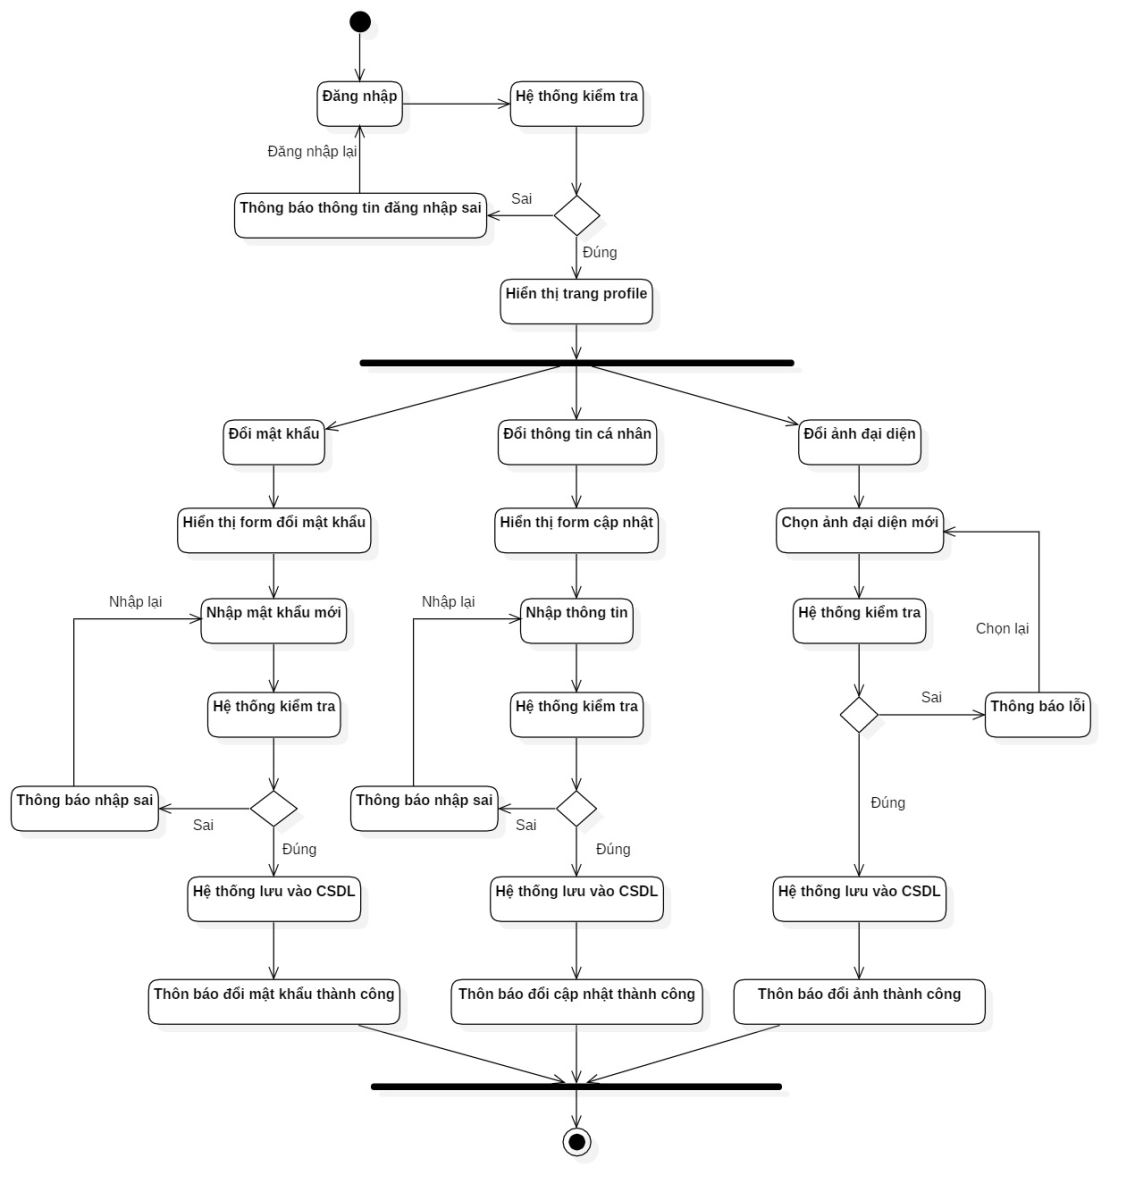 Đăng nhập
Hệ thống kiểm tra
Đăng nhập lại
Thông báo thông tin đăng nhập sai
Sai
Đúng
Hiển thị trang profile
Đổi mật khẩu
Đổi thông tin cá nhân
Đổi ảnh đại diện
Hiển thị form đổi mật khẩu
Hiển thị form cập nhật
Chọn ảnh đại diện mới
Nhập lại
Nhập mật khẩu mới
Nhập lại
Nhập thông tin
Hệ thống kiểm tra
Chọn lại
Hệ thống kiểm tra
Hệ thống kiểm tra
Sai
Thông báo lỗi
Thông báo nhập sai
Sai
Đúng
Thông báo nhập sai
Sai
Đúng
Đúng
Hệ thống lưu vào CSDL
Hệ thống lưu vào CSDL
Hệ thống lưu vào CSDL
Thôn báo đổi mật khẩu thành công
Thôn báo đổi cập nhật thành công
Thôn báo đổi ảnh thành công